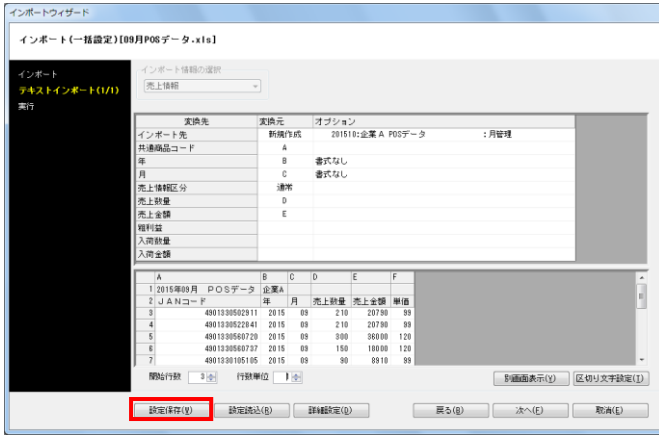 インポートウィザード
インポート(一括設定)[09月POSデータ.xls]
インポート
テキストインポート(1/1)
実行
インポート情報の選択
売上情報
変換先 変換元 オプション
インポート先 新規作成 201510:企業A POSデータ :月管理
共通商品コード A
年 B 書式なし
月 C 書式なし
売上情報区分 通常
売上数量 D
売上金額 E
粗利益
入荷数量
入荷金額
A B C D E F
1 2015年09月 POSデータ 企業A
2 JANコード 年 月 売上数量 売上金額 単価
3 4901330502911 2015 09 210 20790 99
4 4901330522841 2015 09 210 20790 99
5 4901330560720 2015 09 300 36000 120
6 4901330560737 2015 09 150 18000 120
7 4901330105105 2015 09 90 8910 99
開始行数 3 行数単位 1 別画面表示(Y) 区切り文字設定(I)
設定保存(V) 設定読込(R) 詳細設定(D) 戻る(B) 次へ(F) 取消(E)